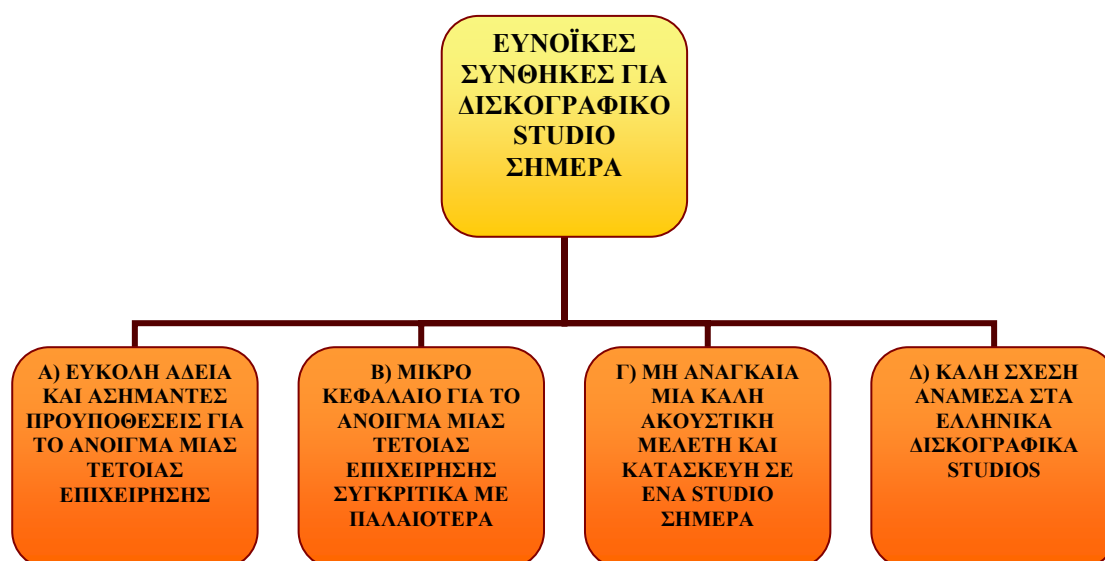 ΕΥΝΟΪΚΕΣ
ΣΥΝΘΗΚΕΣ ΓΙΑ
ΔΙΣΚΟΓΡΑΦΙΚΟ
STUDIO
ΣΗΜΕΡΑ
Α) ΕΥΚΟΛΗ ΑΔΕΙΑ
ΚΑΙ ΑΣΗΜΑΝΤΕΣ
ΠΡΟΥΠΟΘΕΣΕΙΣ ΓΙΑ
ΤΟ ΑΝΟΙΓΜΑ ΜΙΑΣ
ΤΕΤΟΙΑΣ
ΕΠΙΧΕΙΡΗΣΗΣ
Β) ΜΙΚΡΟ
ΚΕΦΑΛΑΙΟ ΓΙΑ ΤΟ
ΑΝΟΙΓΜΑ ΜΙΑΣ
ΤΕΤΟΙΑΣ
ΕΠΙΧΕΙΡΗΣΗΣ
ΣΥΓΚΡΙΤΙΚΑ ΜΕ
ΠΑΛΑΙΟΤΕΡΑ
Γ) ΜΗ ΑΝΑΓΚΑΙΑ
ΜΙΑ ΚΑΛΗ
ΑΚΟΥΣΤΙΚΗ
ΜΕΛΕΤΗ ΚΑΙ
ΚΑΤΑΣΚΕΥΗ ΣΕ
ΕΝΑ STUDIO
ΣΗΜΕΡΑ
Δ) ΚΑΛΗ ΣΧΕΣΗ
ΑΝΑΜΕΣΑ ΣΤΑ
ΕΛΛΗΝΙΚΑ
ΔΙΣΚΟΓΡΑΦΙΚΑ
STUDIOS